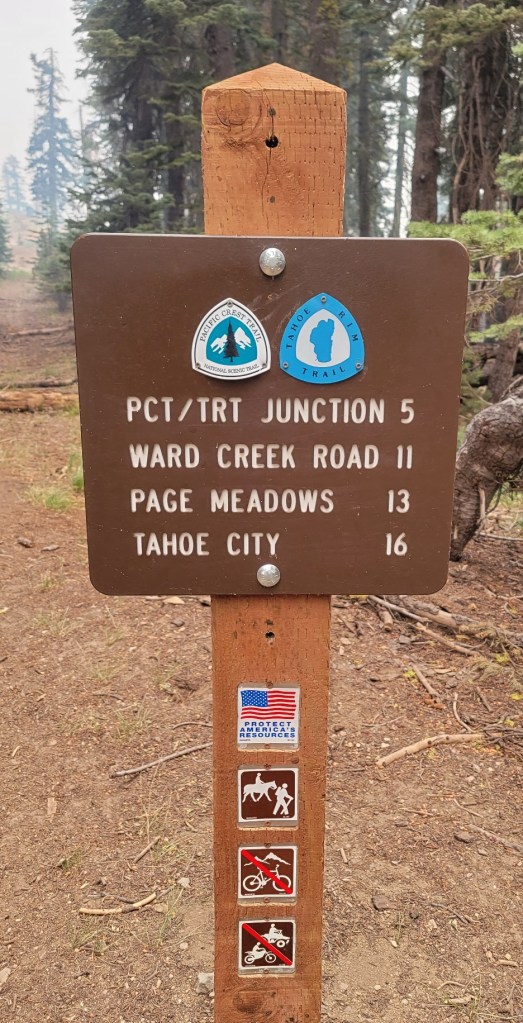 PACIFIC CREST TRAIL
NATIONAL SCENIC TRAIL
TAHOE RIM
TRAIL
PCT/TRT JUNCTION 5
WARD CREEK ROAD 11
PAGE MEADOWS 13
TAHOE CITY 16
PROTECT
AMERICA'S
RESOURCES